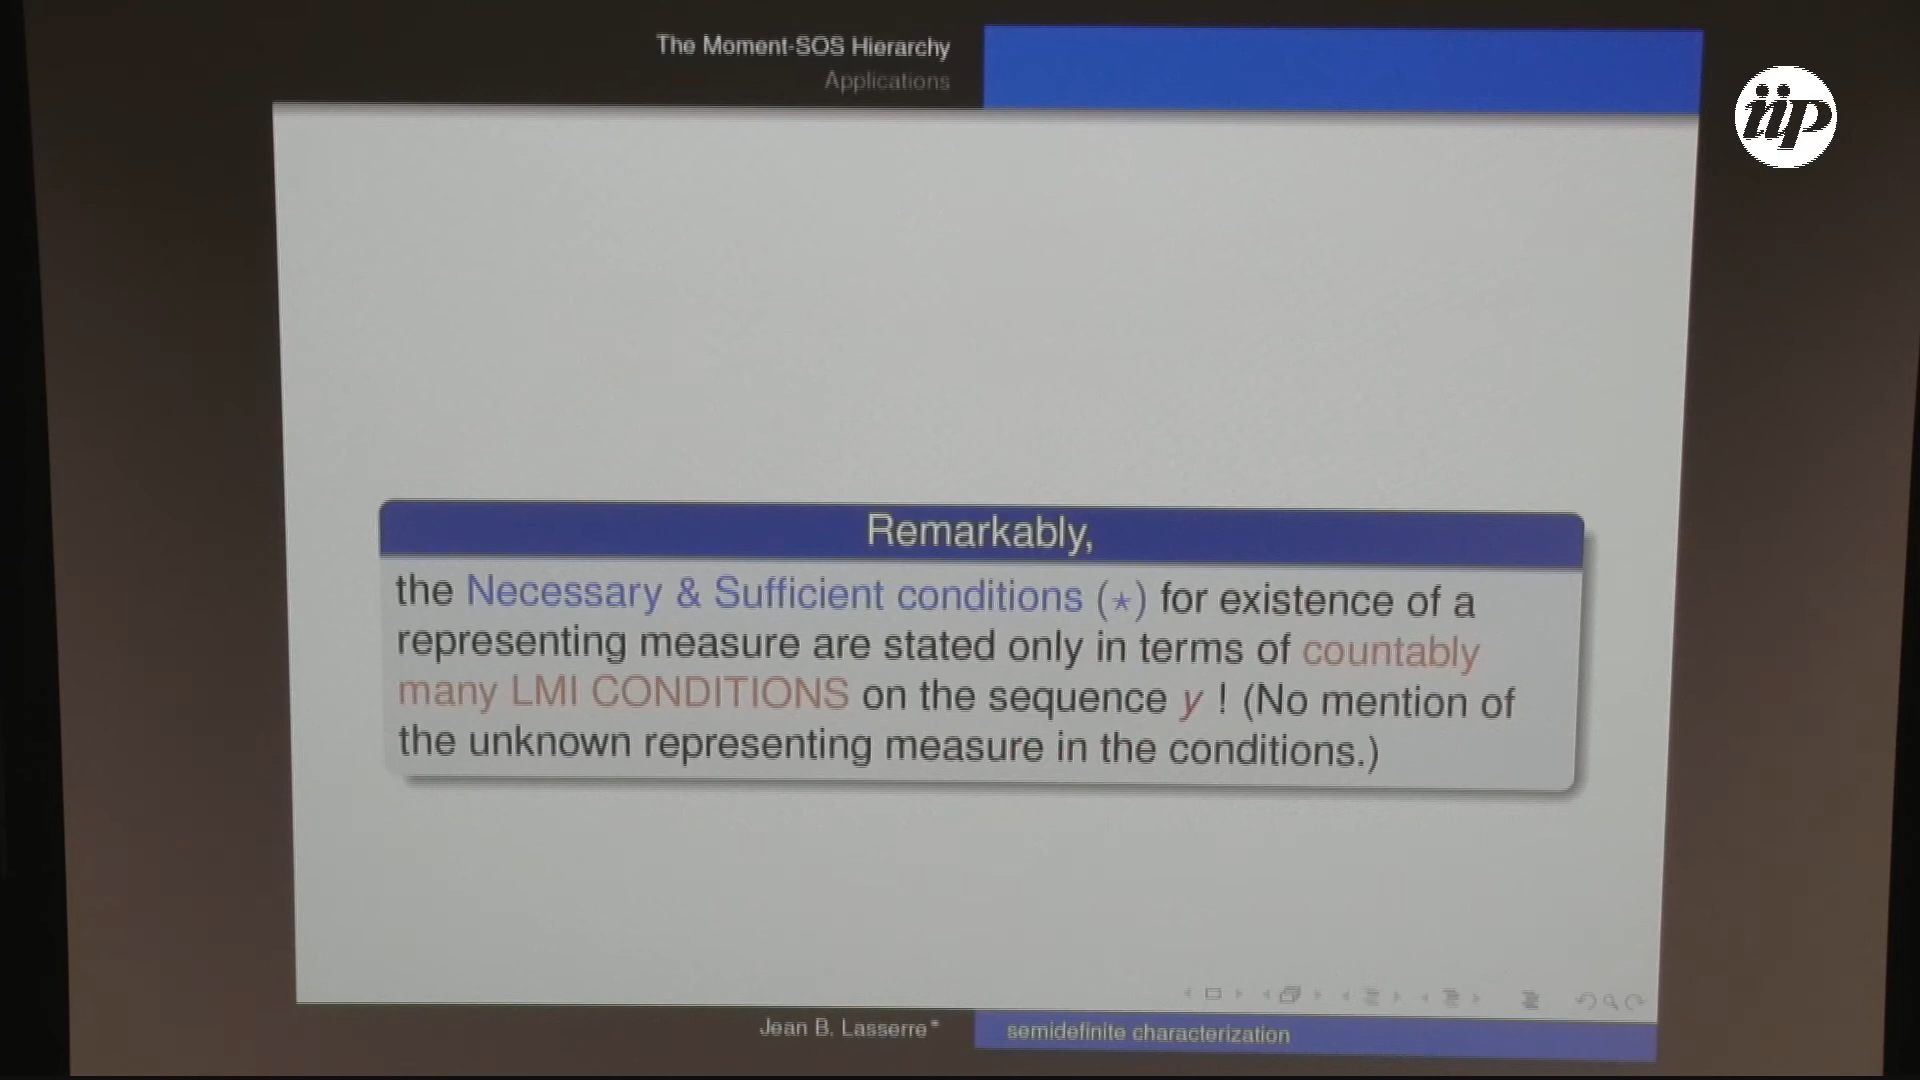 The Moment-SOS Hierarchy
Applications
iip
Remarkably,
the Necessary & Sufficient conditions (⋆) for existence of a
representing measure are stated only in terms of countably
many LMI CONDITIONS on the sequence y ! (No mention of
the unknown representing measure in the conditions.)
Jean B. Lasserre*
semidefinite characterization